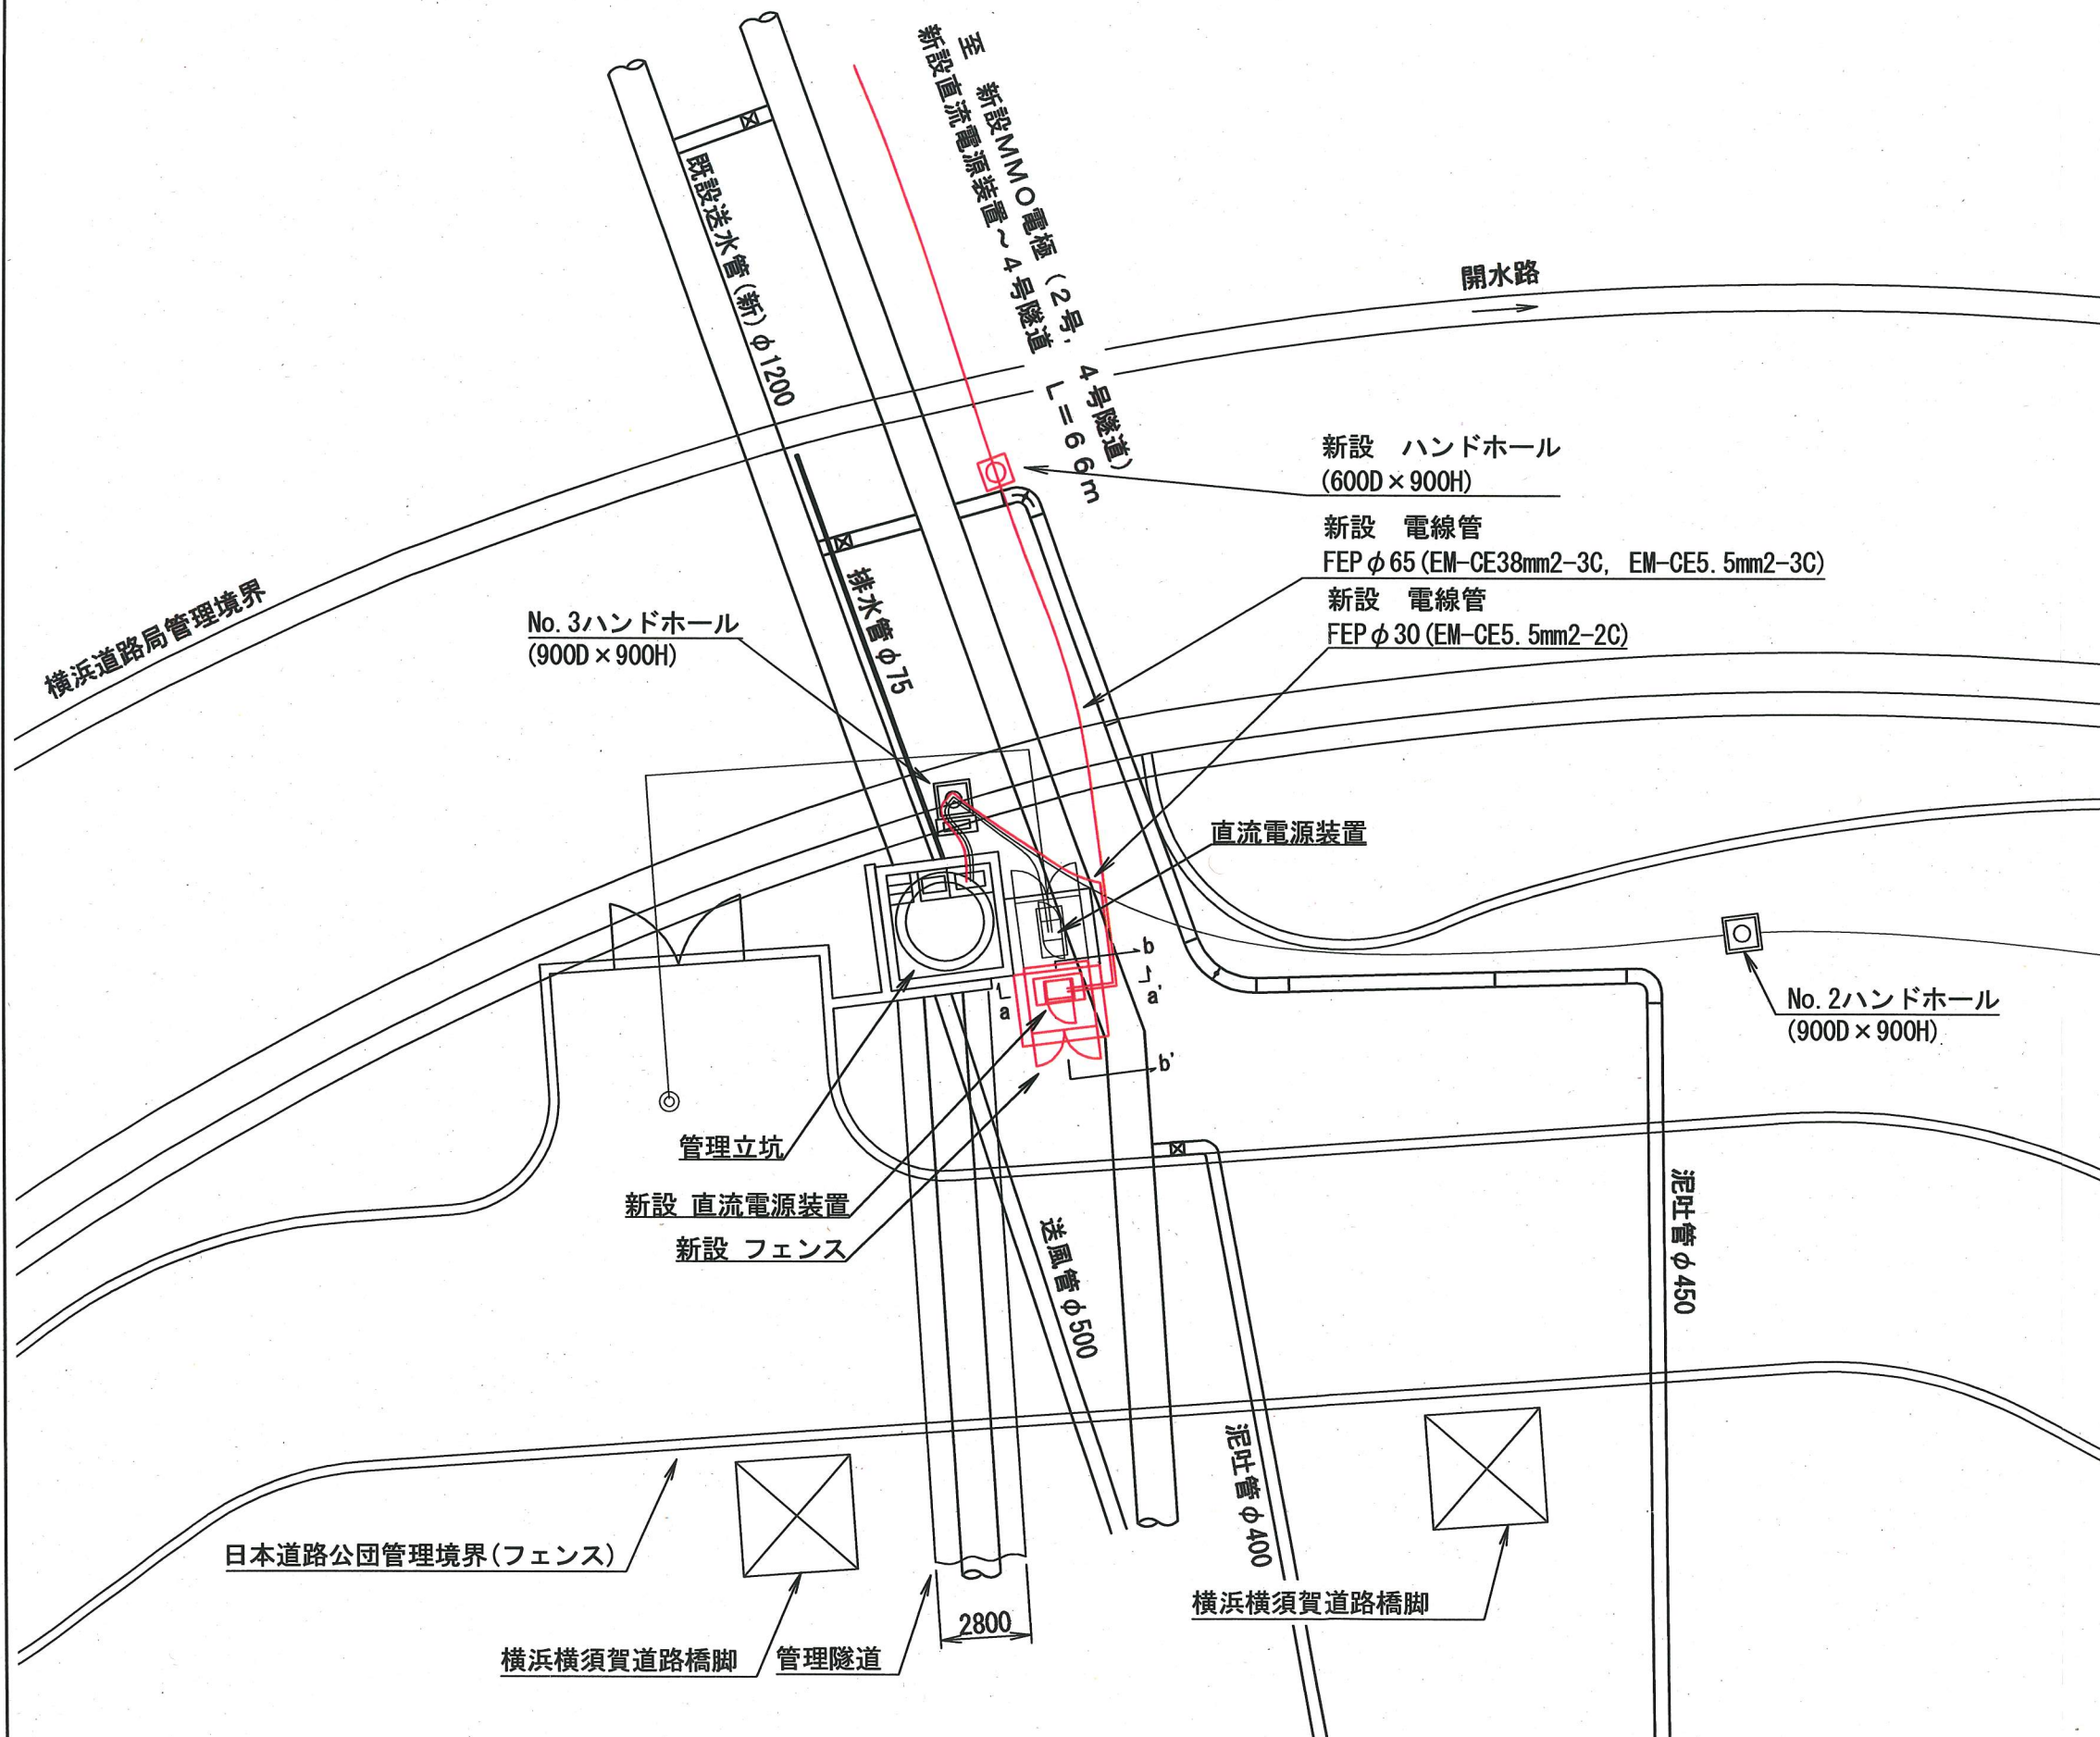 至　新設MMO電極（2号，4号隧道）
新設直流電源装置～4号隧道　L＝66m
既設送水管(新)φ1200
開水路
新設　ハンドホール
(600D×900H)
新設　電線管
FEPφ65(EM-CE38mm2-3C, EM-CE5.5mm2-3C)
新設　電線管
FEPφ30(EM-CE5.5mm2-2C)
横浜道路局管理境界
No.3ハンドホール
(900D×900H)
排水管φ75
直流電源装置
b
a'
a
b'
No.2ハンドホール
(900D×900H)
管理立坑
新設 直流電源装置
新設 フェンス
送風管φ500
泥吐管φ450
泥吐管φ400
日本道路公団管理境界(フェンス)
横浜横須賀道路橋脚
2800
横浜横須賀道路橋脚
管理隧道